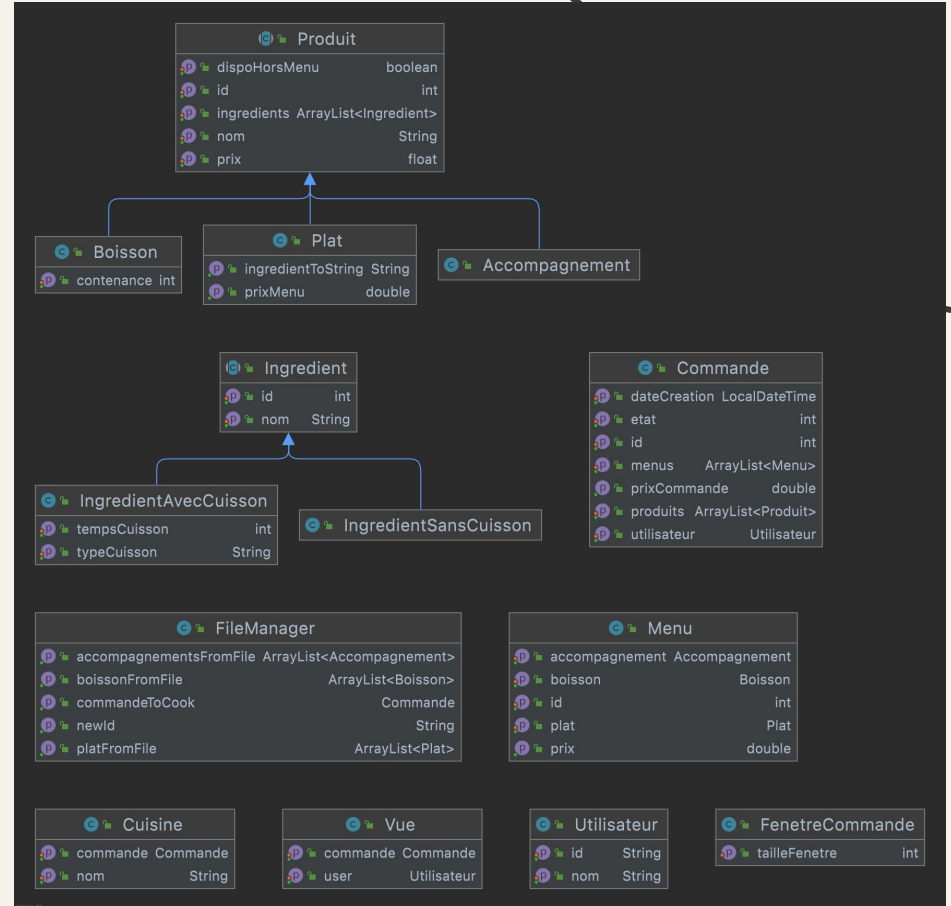 Produit
dispoHorsMenu boolean
id int
ingredients ArrayList<Ingredient>
nom String
prix float
Boisson
contenance int
Plat
ingredientToString String
prixMenu double
Accompagnement
Ingredient
id int
nom String
Commande
dateCreation LocalDateTime
etat int
id int
menus ArrayList<Menu>
prixCommande double
produits ArrayList<Produit>
utilisateur Utilisateur
IngredientAvecCuisson
tempsCuisson int
typeCuisson String
IngredientSansCuisson
FileManager
accompagnementsFromFile ArrayList<Accompagnement>
boissonFromFile ArrayList<Boisson>
commandeToCook Commande
newId String
platFromFile ArrayList<Plat>
Menu
accompagnement Accompagnement
boisson Boisson
id int
plat Plat
prix double
Cuisine
commande Commande
nom String
Vue
commande Commande
user Utilisateur
Utilisateur
id String
nom String
FenetreCommande
tailleFenetre int